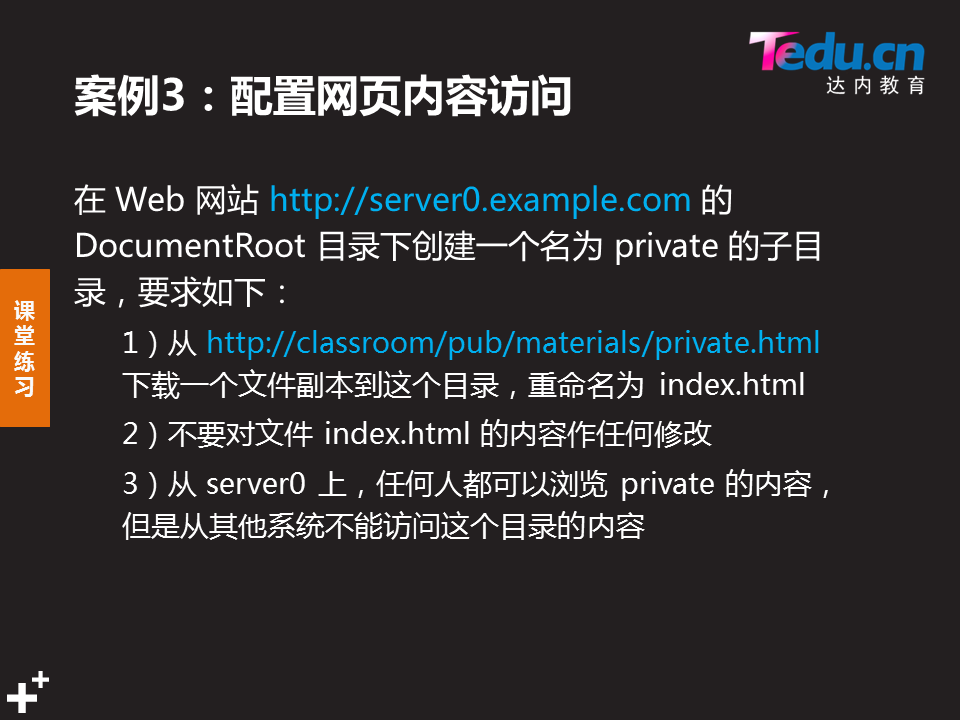 Tedu.cn
达内教育
案例3：配置网页内容访问
在 Web 网站 http://server0.example.com 的
DocumentRoot 目录下创建一个名为 private 的子目
录，要求如下：
1）从 http://classroom/pub/materials/private.html
下载一个文件副本到这个目录，重命名为 index.html
2）不要对文件 index.html 的内容作任何修改
3）从 server0 上，任何人都可以浏览 private 的内容，
但是从其他系统不能访问这个目录的内容
课堂练习